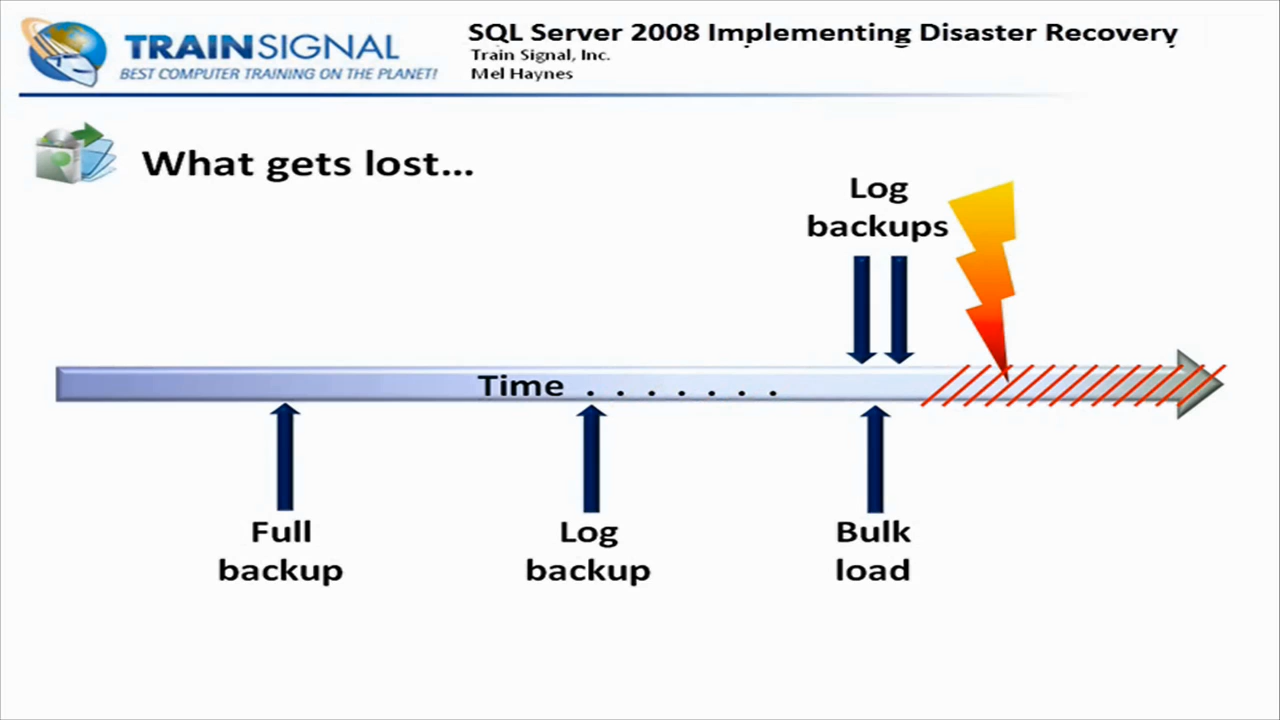 TRAINSIGNAL
BEST COMPUTER TRAINING ON THE PLANET!
SQL Server 2008 Implementing Disaster Recovery
Train Signal, Inc.
Mel Haynes
What gets lost...
Log
backups
Time . . . . . . .
Full
backup
Log
backup
Bulk
load